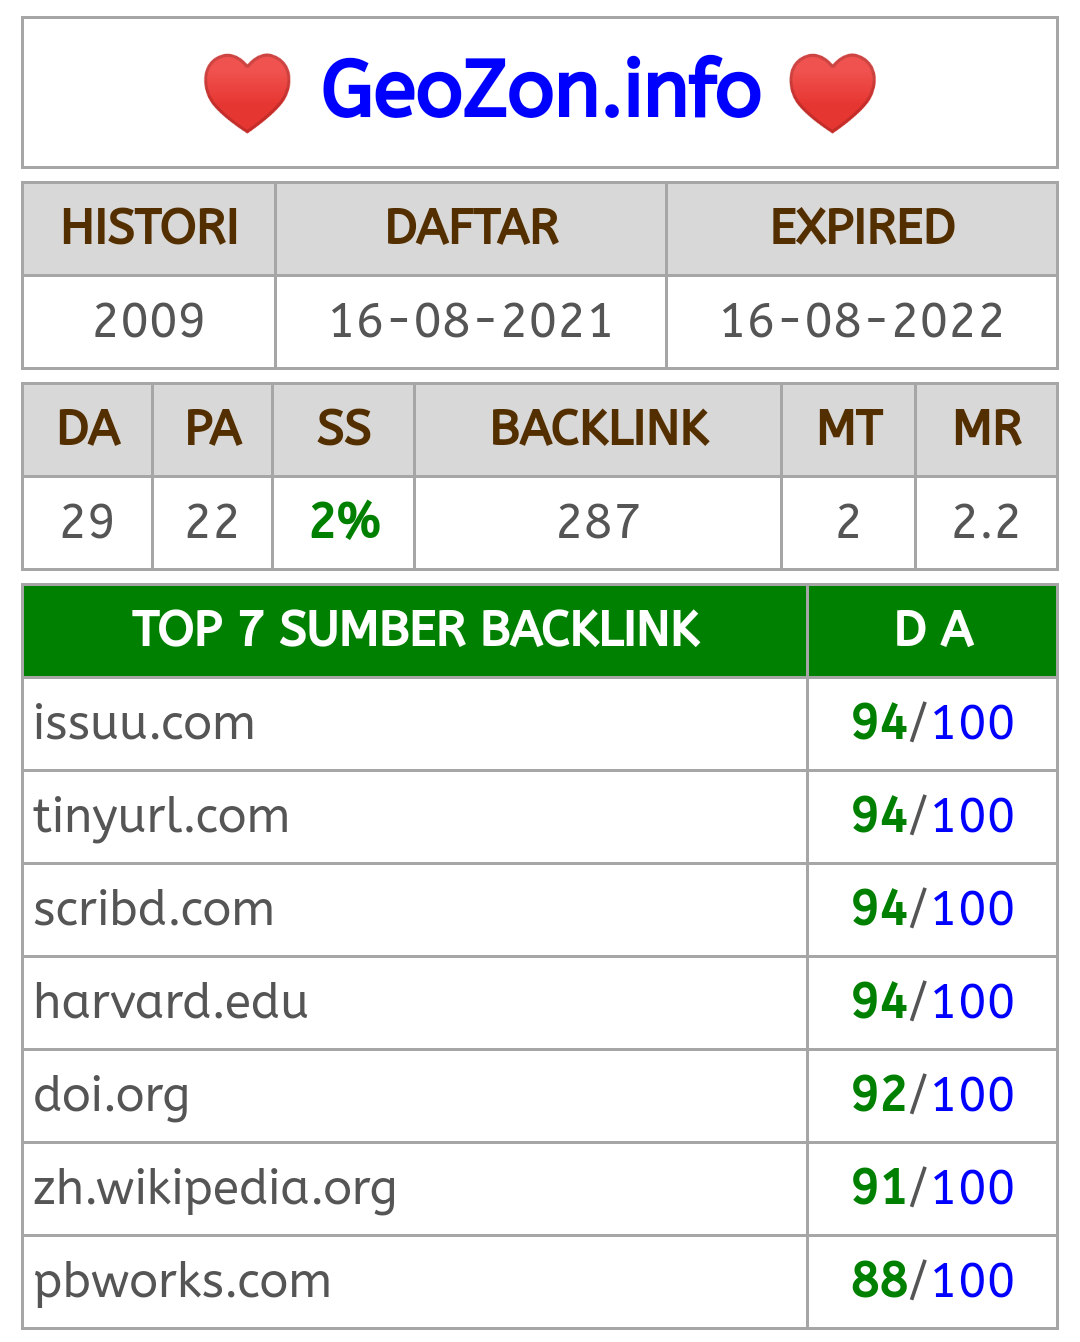 ❤️ GeoZon.info ❤️
HISTORI DAFTAR EXPIRED
2009 16-08-2021 16-08-2022
DA PA SS BACKLINK MT MR
29 22 2% 287 2 2.2
TOP 7 SUMBER BACKLINK D A
issuu.com 94/100
tinyurl.com 94/100
scribd.com 94/100
harvard.edu 94/100
doi.org 92/100
zh.wikipedia.org 91/100
pbworks.com 88/100